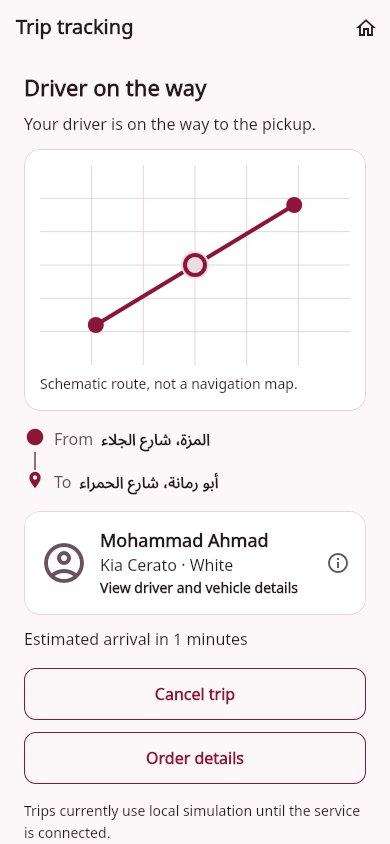 Trip tracking
Driver on the way
Your driver is on the way to the pickup.
Schematic route, not a navigation map.
From المزة، شارع الجلاء
To أبو رمانة، شارع الحمراء
Mohammad Ahmad
Kia Cerato · White
View driver and vehicle details
Estimated arrival in 1 minutes
Cancel trip
Order details
Trips currently use local simulation until the service
is connected.